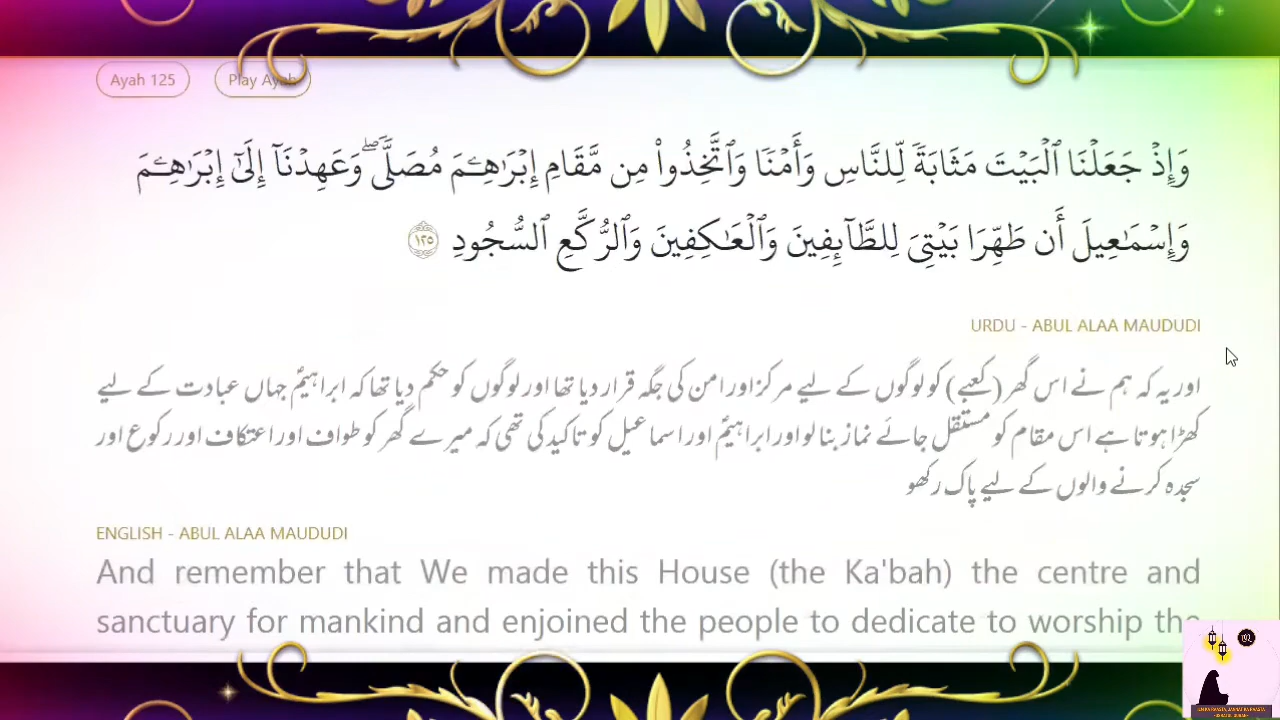 Ayah 125 Play Ayah
وَإِذْ جَعَلْنَا ٱلْبَيْتَ مَثَابَةً لِّلنَّاسِ وَأَمْنًا وَٱتَّخِذُوا۟ مِن مَّقَامِ إِبْرَٰهِـۧمَ مُصَلًّى ۖ وَعَهِدْنَآ إِلَىٰٓ إِبْرَٰهِـۧمَ
وَإِسْمَـٰعِيلَ أَن طَهِّرَا بَيْتِىَ لِلطَّآئِفِينَ وَٱلْعَـٰكِفِينَ وَٱلرُّكَّعِ ٱلسُّجُودِ ١٢٥
URDU - ABUL ALAA MAUDUDI
اور یہ کہ ہم نے اس گھر (کعبے) کو لوگوں کے لیے مرکز اور امن کی جگہ قرار دیا تھا اور لوگوں کو حکم دیا تھا کہ ابراہیمؑ جہاں عبادت کے لیے
کھڑا ہوتا ہے اس مقام کو مستقل جائے نماز بنا لو اور ابراہیمؑ اور اسماعیل کو تاکید کی تھی کہ میرے گھر کو طواف اور اعتکاف اور رکوع اور
سجدہ کرنے والوں کے لیے پاک رکھو
ENGLISH - ABUL ALAA MAUDUDI
And remember that We made this House (the Ka'bah) the centre and
sanctuary for mankind and enjoined the people to dedicate to worship the